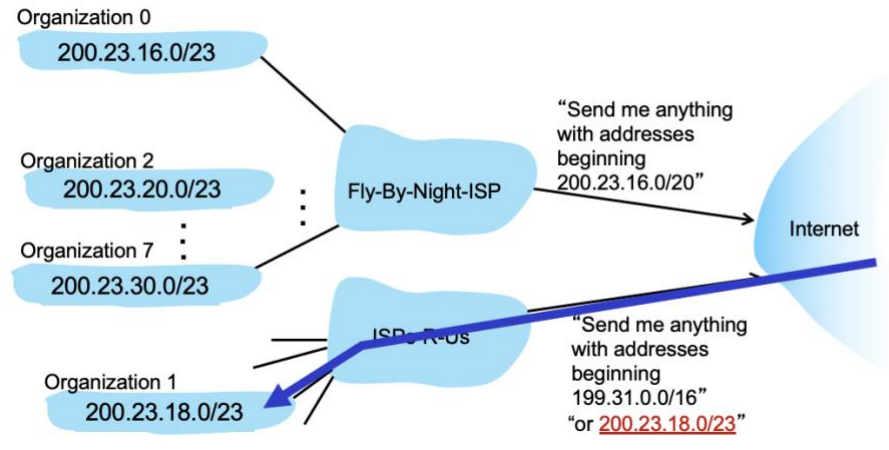 Organization 0
200.23.16.0/23
Organization 2
200.23.20.0/23
Organization 7
200.23.30.0/23
Fly-By-Night-ISP
“Send me anything
with addresses
beginning
200.23.16.0/20”
Internet
ISPs-R-Us
Organization 1
200.23.18.0/23
“Send me anything
with addresses
beginning
199.31.0.0/16”
“or 200.23.18.0/23”